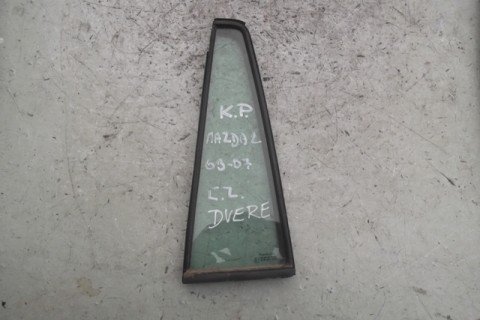 K.P.
MAZDA 2
03-07
L.Z.
DVERE